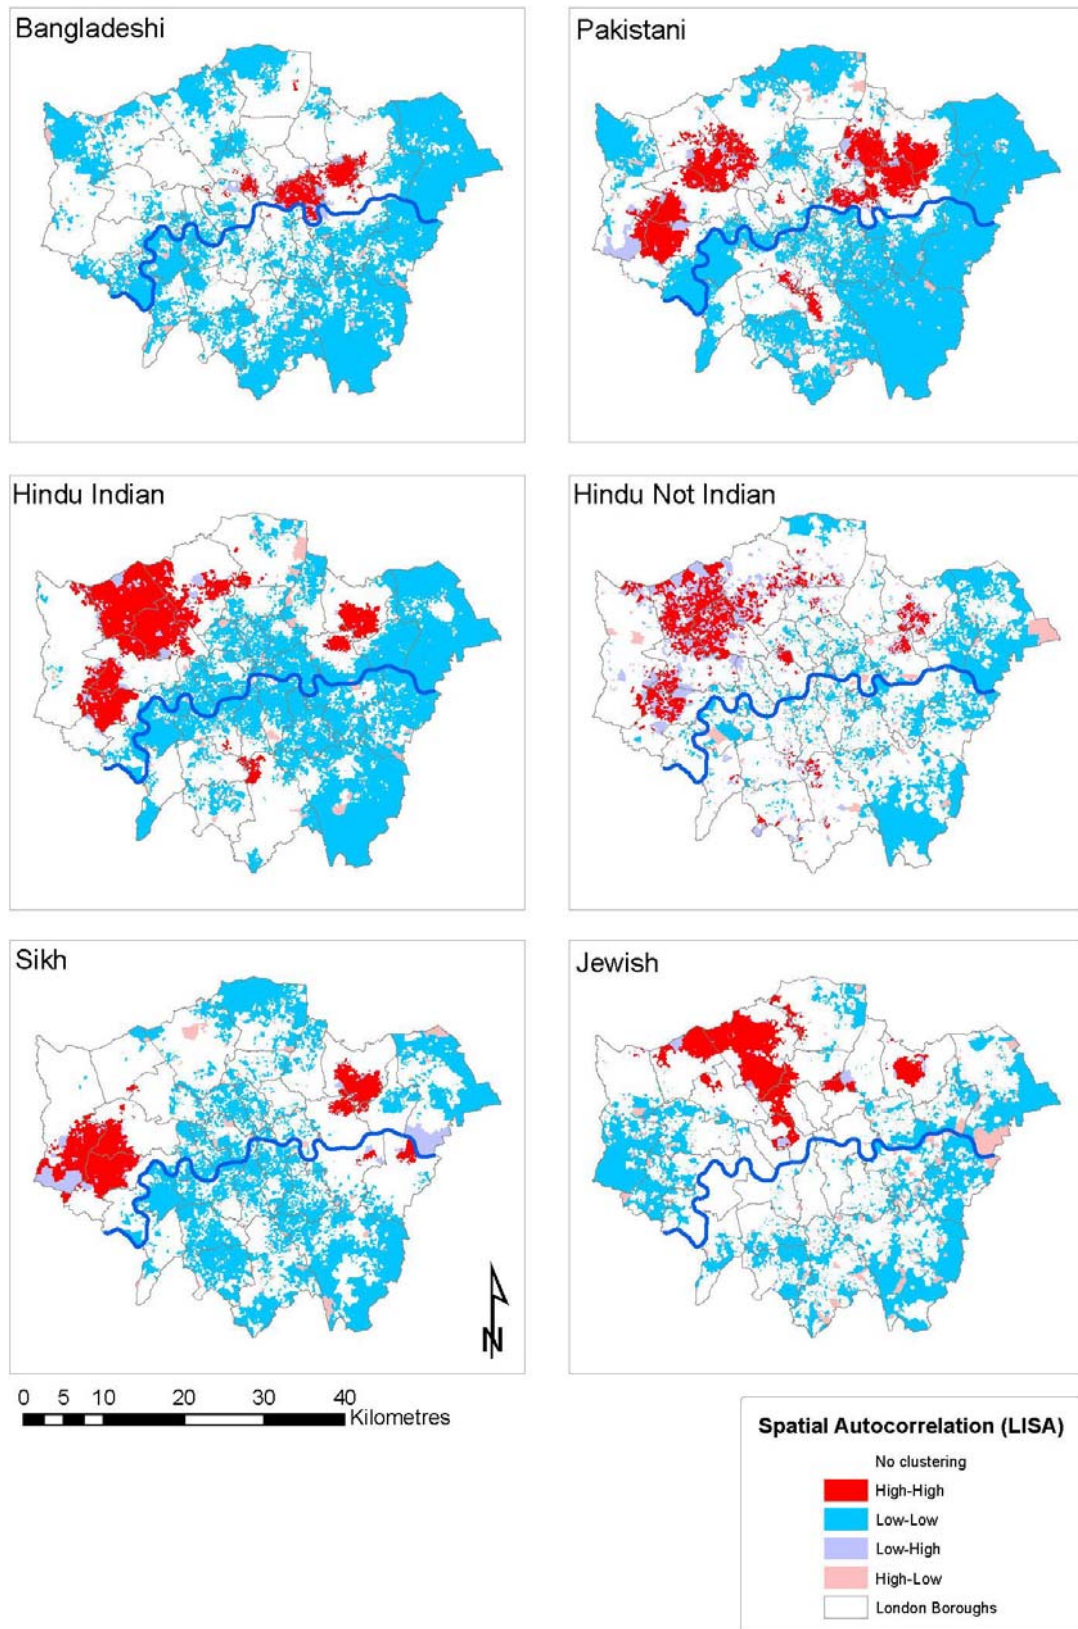 Bangladeshi
Pakistani
Hindu Indian
Hindu Not Indian
Sikh
Jewish
N
0 5 10 20 30 40
Kilometres
Spatial Autocorrelation (LISA)
No clustering
High-High
Low-Low
Low-High
High-Low
London Boroughs